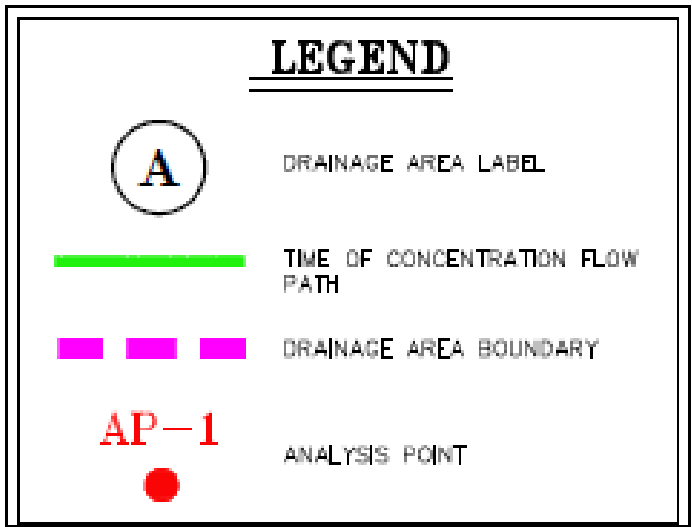 LEGEND
A
DRAINAGE AREA LABEL
TIME OF CONCENTRATION FLOW
PATH
DRAINAGE AREA BOUNDARY
AP-1
ANALYSIS POINT